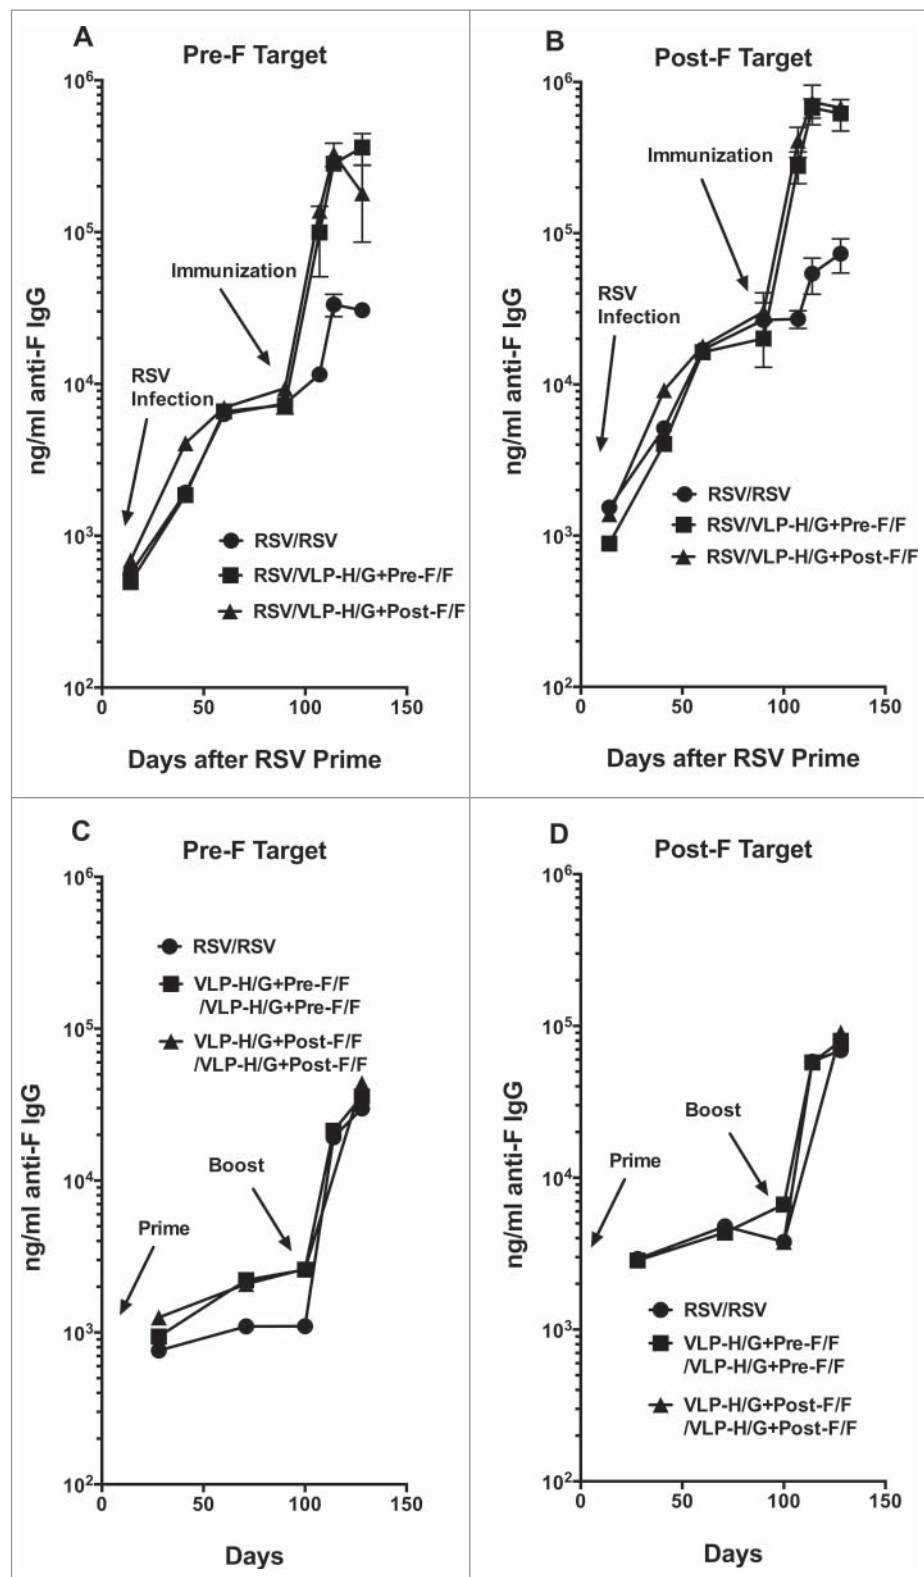 A
Pre-F Target
ng/ml anti-F IgG
10⁶
10⁵
10⁴
10³
10²
Immunization
RSV
Infection
RSV/RSV
RSV/VLP-H/G+Pre-F/F
RSV/VLP-H/G+Post-F/F
0 50 100 150
Days after RSV Prime
B
Post-F Target
ng/ml anti-F IgG
10⁶
10⁵
10⁴
10³
10²
Immunization
RSV
Infection
RSV/RSV
RSV/VLP-H/G+Pre-F/F
RSV/VLP-H/G+Post-F/F
0 50 100 150
Days after RSV Prime
C
Pre-F Target
ng/ml anti-F IgG
10⁶
10⁵
10⁴
10³
10²
RSV/RSV
VLP-H/G+Pre-F/F
/VLP-H/G+Pre-F/F
VLP-H/G+Post-F/F
/VLP-H/G+Post-F/F
Boost
Prime
0 50 100 150
Days
D
Post-F Target
ng/ml anti-F IgG
10⁶
10⁵
10⁴
10³
10²
Boost
Prime
RSV/RSV
VLP-H/G+Pre-F/F
/VLP-H/G+Pre-F/F
VLP-H/G+Post-F/F
/VLP-H/G+Post-F/F
0 50 100 150
Days